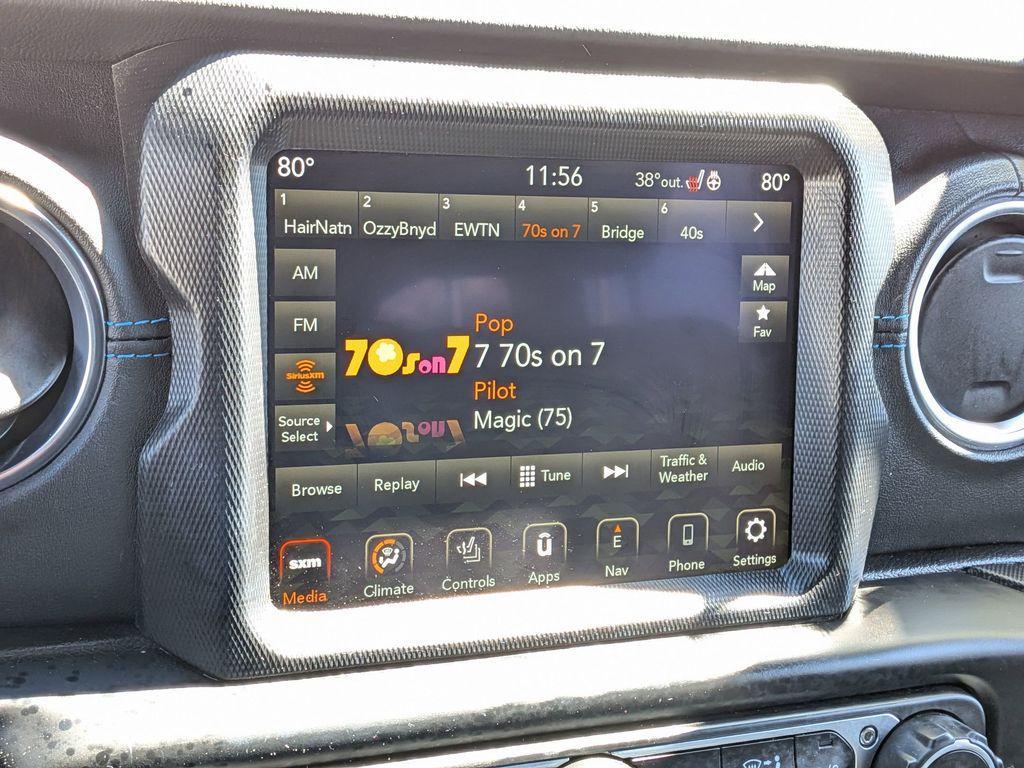 80° 11:56 38°out. 80°
1 2 3 4 5 6
HairNatn OzzyBnyd EWTN 70s on 7 Bridge 40s
AM
Map
FM
Fav
Pop
70s on 7 7 70s on 7
SiriusXM
Pilot
Source
Select
Magic (75)
Browse Replay Tune Traffic &
Weather Audio
sxm
Media Climate Controls û Apps E Nav Phone Settings